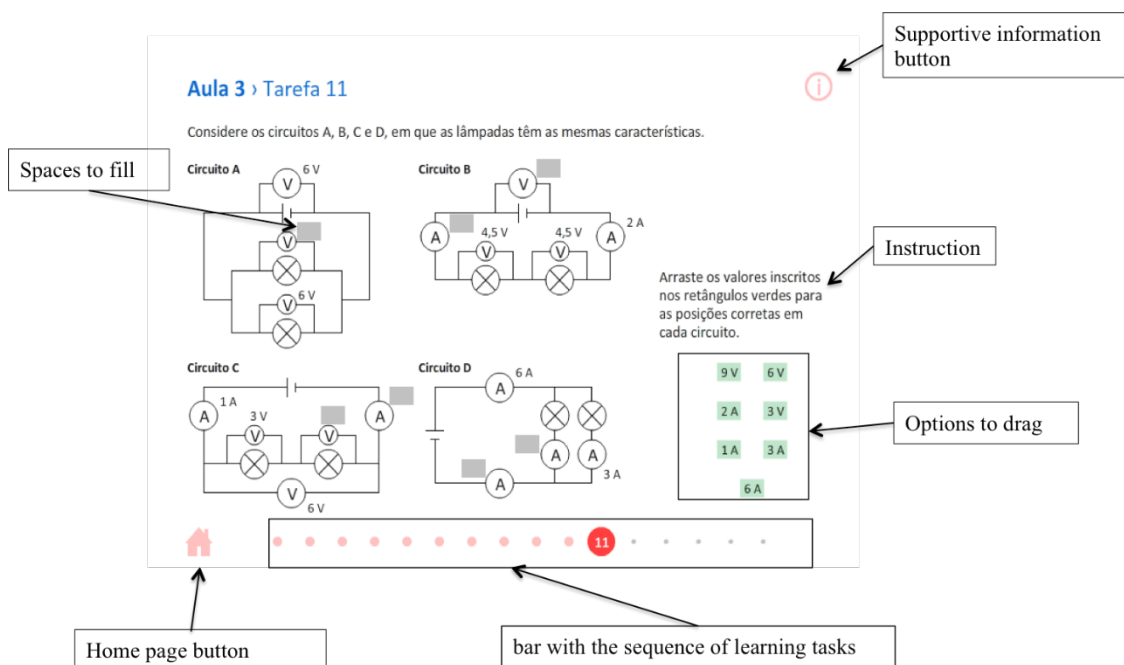 Supportive information
button
Aula 3 › Tarefa 11
Considere os circuitos A, B, C e D, em que as lâmpadas têm as mesmas características.
Spaces to fill
Circuito A
6 V
V
V
6 V
V
Circuito B
V
A
4,5 V
4,5 V
2 A
V
V
A
Instruction
Arraste os valores inscritos
nos retângulos verdes para
as posições corretas em
cada circuito.
Circuito C
1 A
A
3 V
V
V
A
V
6 V
Circuito D
6 A
A
A
A
3 A
A
9 V 6 V
2 A 3 V
1 A 3 A
6 A
Options to drag
11
Home page button
bar with the sequence of learning tasks